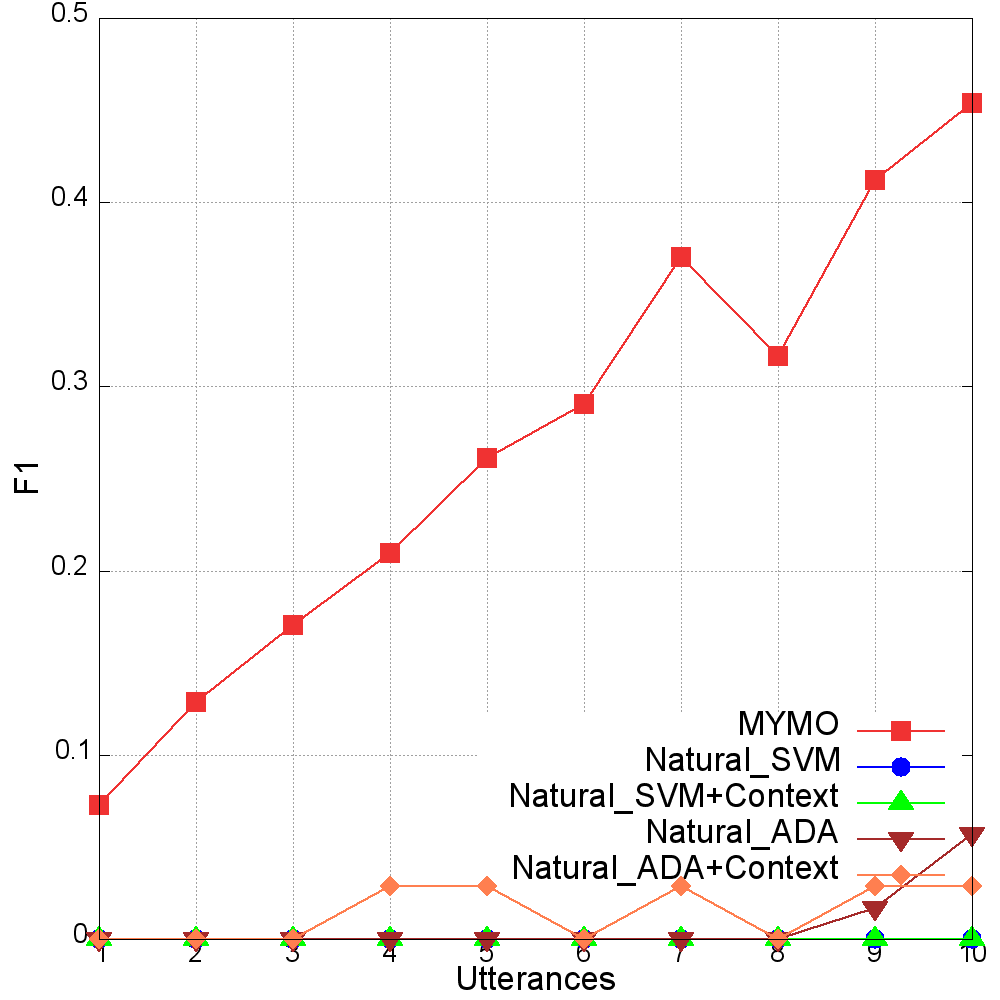 0.5
0.4
0.3
0.2
0.1
0
F1
MYMO
Natural_SVM
Natural_SVM+Context
Natural_ADA
Natural_ADA+Context
1 2 3 4 5 6 7 8 9 10
Utterances